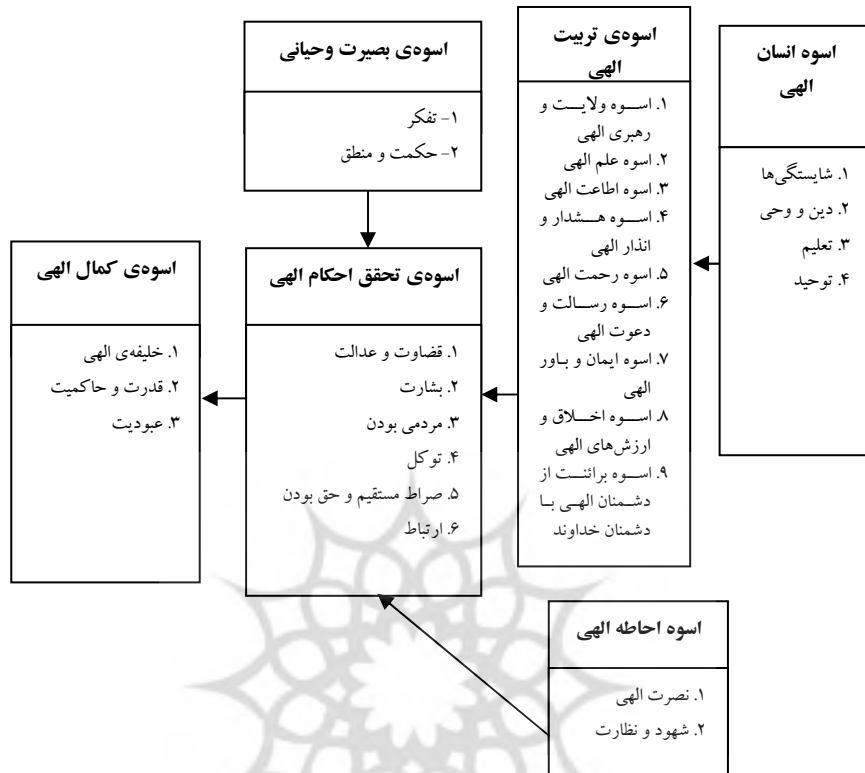 اسوه انسان
الهی
۱. شایستگی‌ها
۲. دین و وحی
۳. تعلیم
۴. توحید
اسوه‌ی تربیت
الهی
۱. اسوه ولایت و
رهبری الهی
۲. اسوه علم الهی
۳. اسوه اطاعت الهی
۴. اسوه هشدار و
انذار الهی
۵. اسوه رحمت الهی
۶. اسوه رسالت و
دعوت الهی
۷. اسوه ایمان و باور
الهی
۸. اسوه اخلاق و
ارزش‌های الهی
۹. اسوه برائت از
دشمنان الهی با
دشمنان خداوند
اسوه‌ی بصیرت وحیانی
۱- تفکر
۲- حکمت و منطق
اسوه‌ی تحقق احکام الهی
۱. قضاوت و عدالت
۲. بشارت
۳. مردمی بودن
۴. توکل
۵. صراط مستقیم و حق بودن
۶. ارتباط
اسوه‌ی کمال الهی
۱. خلیفه‌ی الهی
۲. قدرت و حاکمیت
۳. عبودیت
اسوه احاطه الهی
۱. نصرت الهی
۲. شهود و نظارت